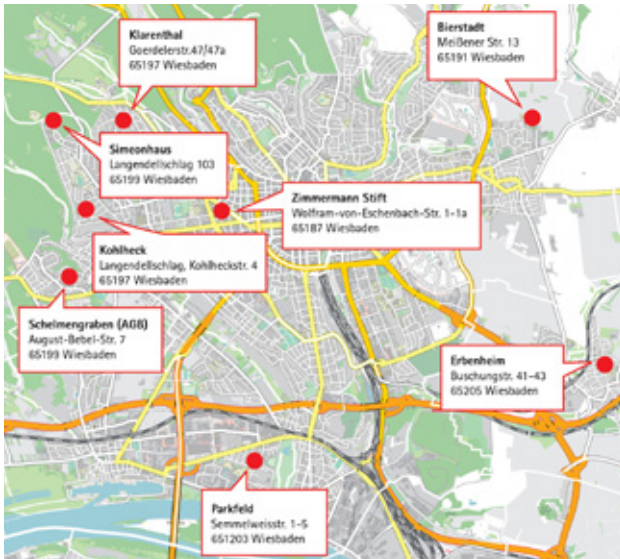 Klarenthal
Goerdelerstr.47/47a
65197 Wiesbaden
Bierstadt
Meißener Str. 13
65191 Wiesbaden
Simeonhaus
Langendellschlag 103
65199 Wiesbaden
Zimmermann Stift
Wolfram-von-Eschenbach-Str. 1-1a
65187 Wiesbaden
Kohlheck
Langendellschlag, Kohlheckstr. 4
65197 Wiesbaden
Schelmengraben (AGB)
August-Bebel-Str. 7
65199 Wiesbaden
Erbenheim
Buschungstr. 41-43
65205 Wiesbaden
Parkfeld
Semmelweisstr. 1-5
651203 Wiesbaden